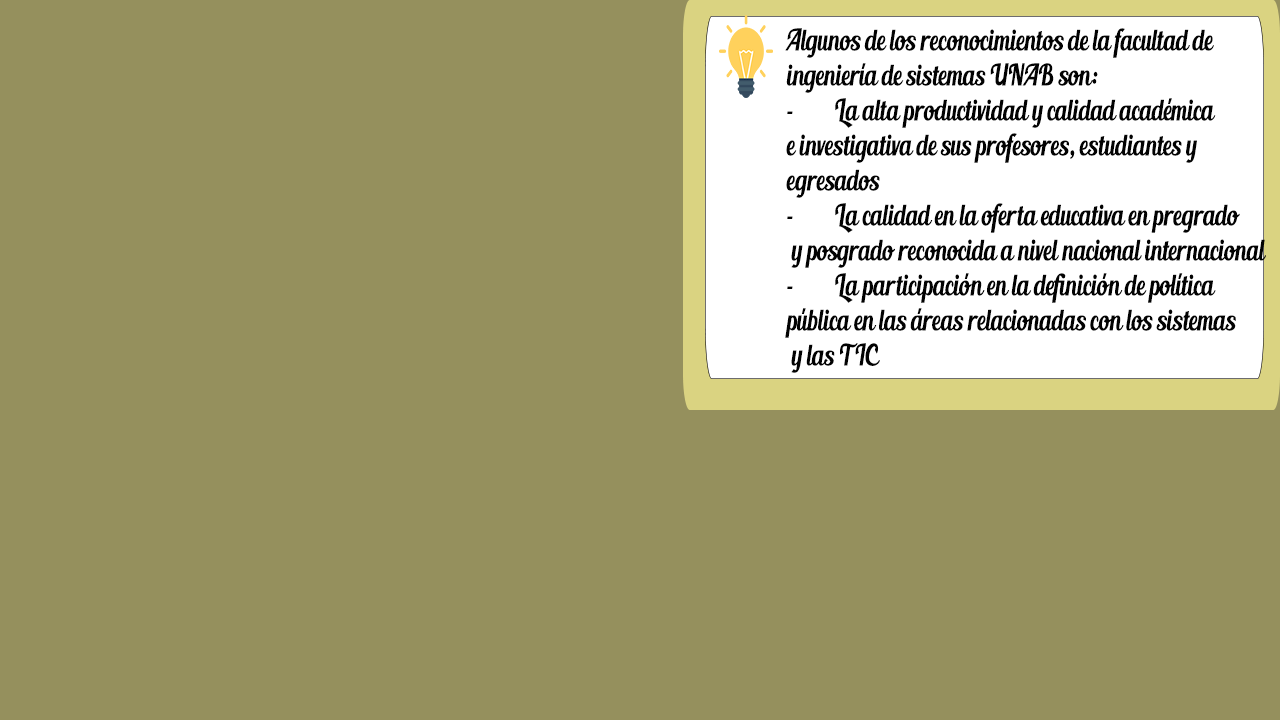 Algunos de los reconocimientos de la facultad de
ingeniería de sistemas UNAB son:
- La alta productividad y calidad académica
e investigativa de sus profesores, estudiantes y
egresados
- La calidad en la oferta educativa en pregrado
y posgrado reconocida a nivel nacional internacional
- La participación en la definición de política
pública en las áreas relacionadas con los sistemas
y las TIC